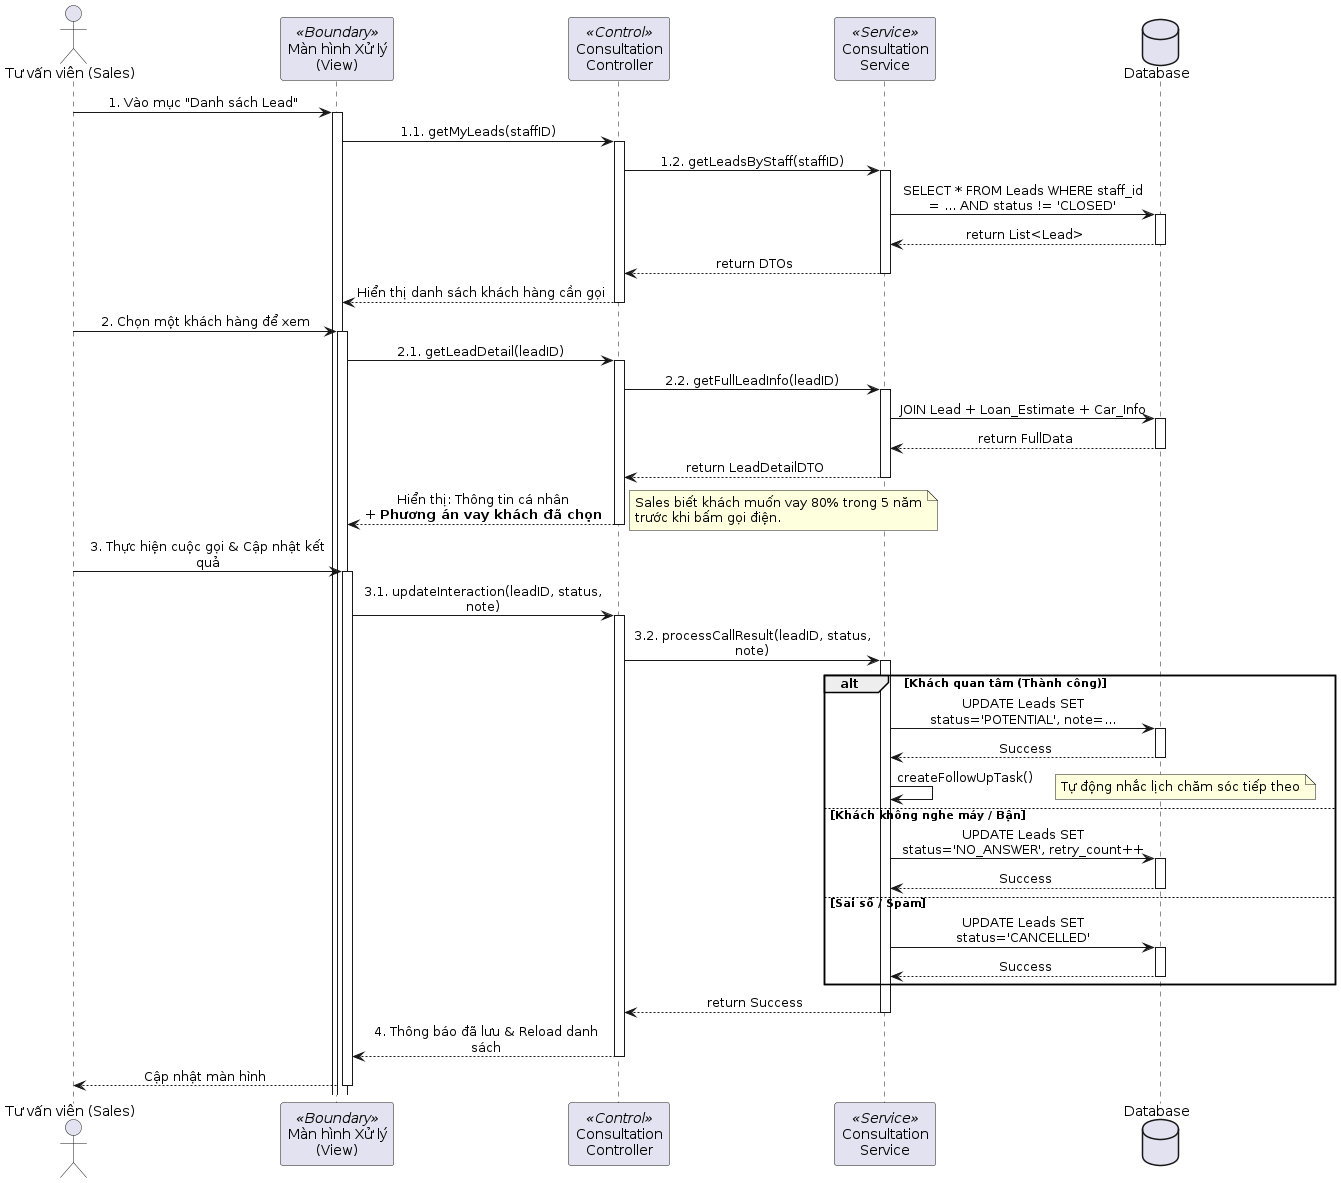 «Boundary»
Màn hình Xử lý
(View)
«Control»
Consultation
Controller
«Service»
Consultation
Service
Tư vấn viên (Sales)
Database
1. Vào mục "Danh sách Lead"
1.1. getMyLeads(staffID)
1.2. getLeadsByStaff(staffID)
SELECT * FROM Leads WHERE staff_id
= ... AND status != 'CLOSED'
return List<Lead>
return DTOs
Hiển thị danh sách khách hàng cần gọi
2. Chọn một khách hàng để xem
2.1. getLeadDetail(leadID)
2.2. getFullLeadInfo(leadID)
JOIN Lead + Loan_Estimate + Car_Info
return FullData
return LeadDetailDTO
Hiển thị: Thông tin cá nhân
+ Phương án vay khách đã chọn
Sales biết khách muốn vay 80% trong 5 năm
trước khi bấm gọi điện.
3. Thực hiện cuộc gọi & Cập nhật kết
quả
3.1. updateInteraction(leadID, status,
note)
3.2. processCallResult(leadID, status,
note)
alt
[Khách quan tâm (Thành công)]
UPDATE Leads SET
status='POTENTIAL', note=...
Success
createFollowUpTask()
Tự động nhắc lịch chăm sóc tiếp theo
[Khách không nghe máy / Bận]
UPDATE Leads SET
status='NO_ANSWER', retry_count++
Success
[Sai số / Spam]
UPDATE Leads SET
status='CANCELLED'
Success
return Success
4. Thông báo đã lưu & Reload danh
sách
Cập nhật màn hình
Tư vấn viên (Sales)
«Boundary»
Màn hình Xử lý
(View)
«Control»
Consultation
Controller
«Service»
Consultation
Service
Database